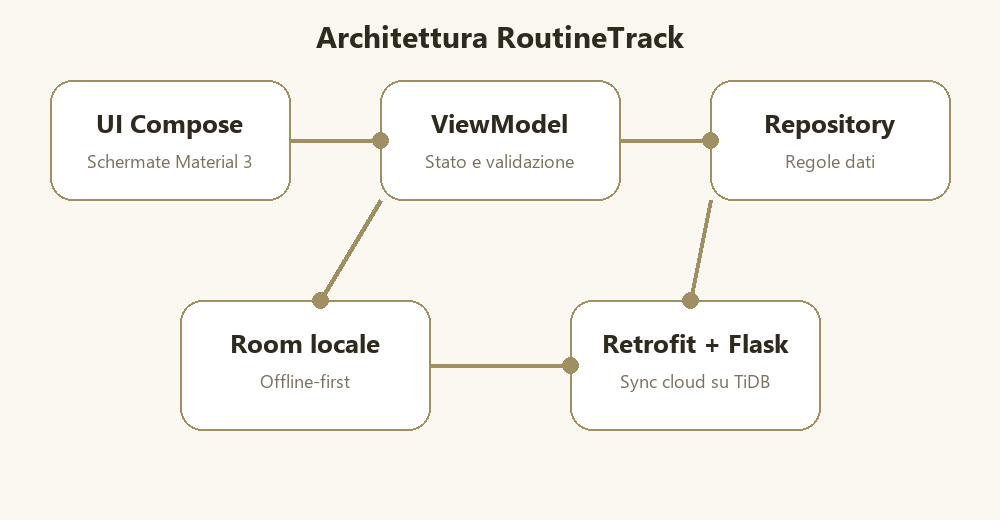 Architettura RoutineTrack
UI Compose
Schermate Material 3
ViewModel
Stato e validazione
Repository
Regole dati
Room locale
Offline-first
Retrofit + Flask
Sync cloud su TiDB